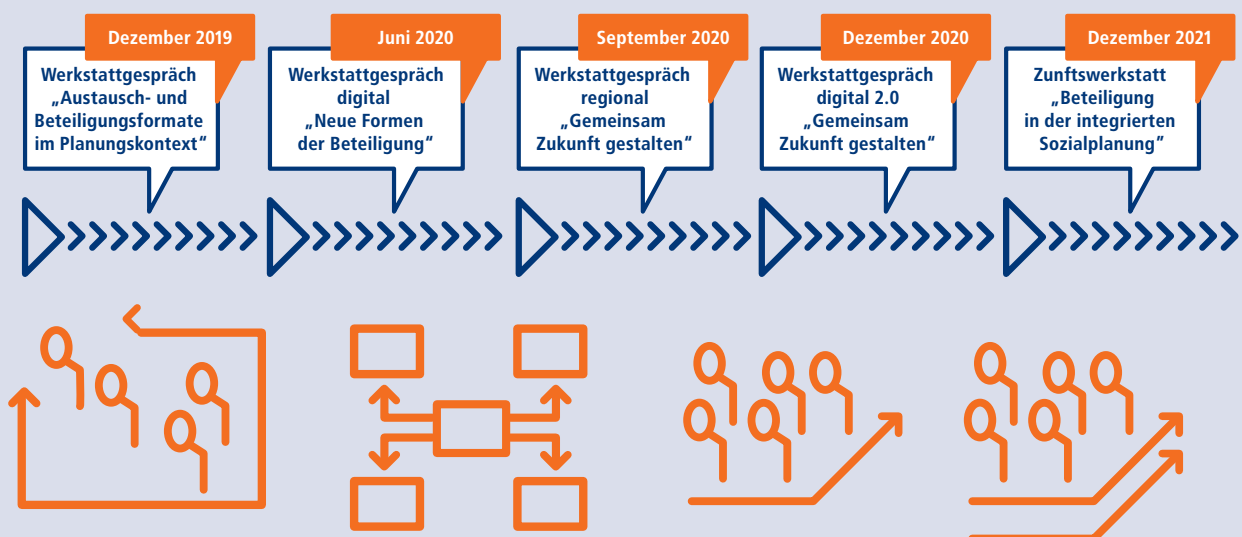 Dezember 2019
Werkstattgespräch
„Austausch- und
Beteiligungsformate
im Planungskontext“
Juni 2020
Werkstattgespräch
digital
„Neue Formen
der Beteiligung“
September 2020
Werkstattgespräch
regional
„Gemeinsam
Zukunft gestalten“
Dezember 2020
Werkstattgespräch
digital 2.0
„Gemeinsam
Zukunft gestalten“
Dezember 2021
Zunftswerkstatt
„Beteiligung
in der integrierten
Sozialplanung”